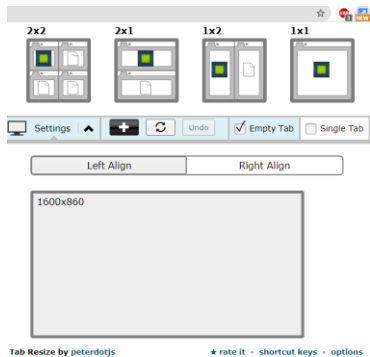 2x2 2x1 1x2 1x1
Settings Undo Empty Tab Single Tab
Left Align Right Align
1600x860
Tab Resize by peterdotjs ★ rate it - shortcut keys - options